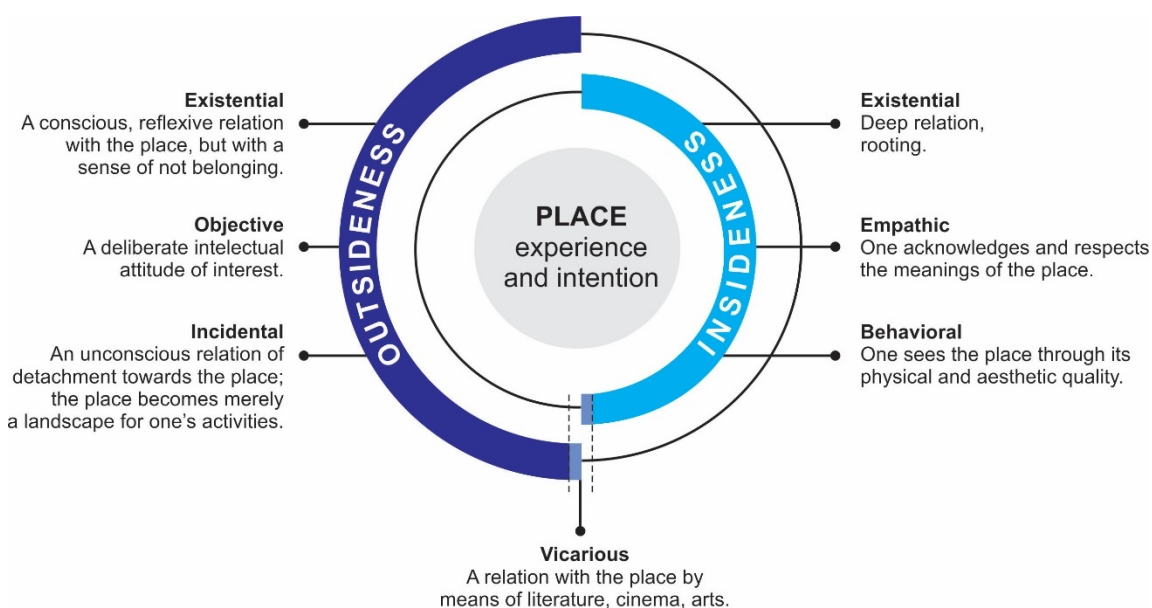 Existential
A conscious, reflexive relation
with the place, but with a
sense of not belonging.
Objective
A deliberate intelectual
attitude of interest.
Incidental
An unconscious relation of
detachment towards the place;
the place becomes merely
a landscape for one's activities.
OUTSIDENESS
PLACE
experience
and intention
INSIDENESS
Existential
Deep relation,
rooting.
Empathic
One acknowledges and respects
the meanings of the place.
Behavioral
One sees the place through its
physical and aesthetic quality.
Vicarious
A relation with the place by
means of literature, cinema, arts.